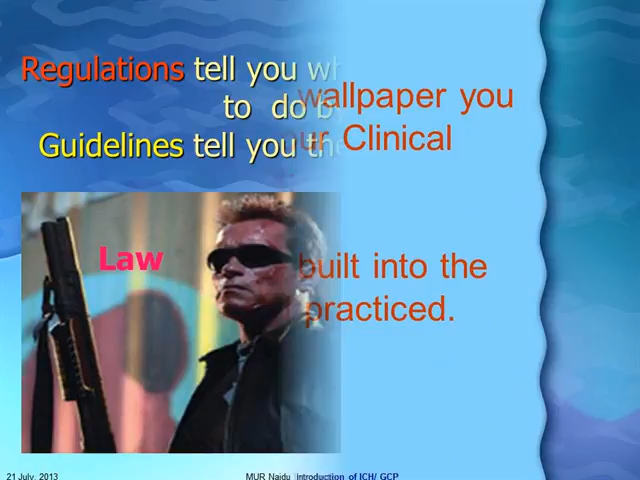 Regulations tell you
wallpaper you
to do
Clinical
Guidelines tell you
Law
built into the
practiced.
21 July, 2013
MUR Naidu Introduction of ICH/ GCP